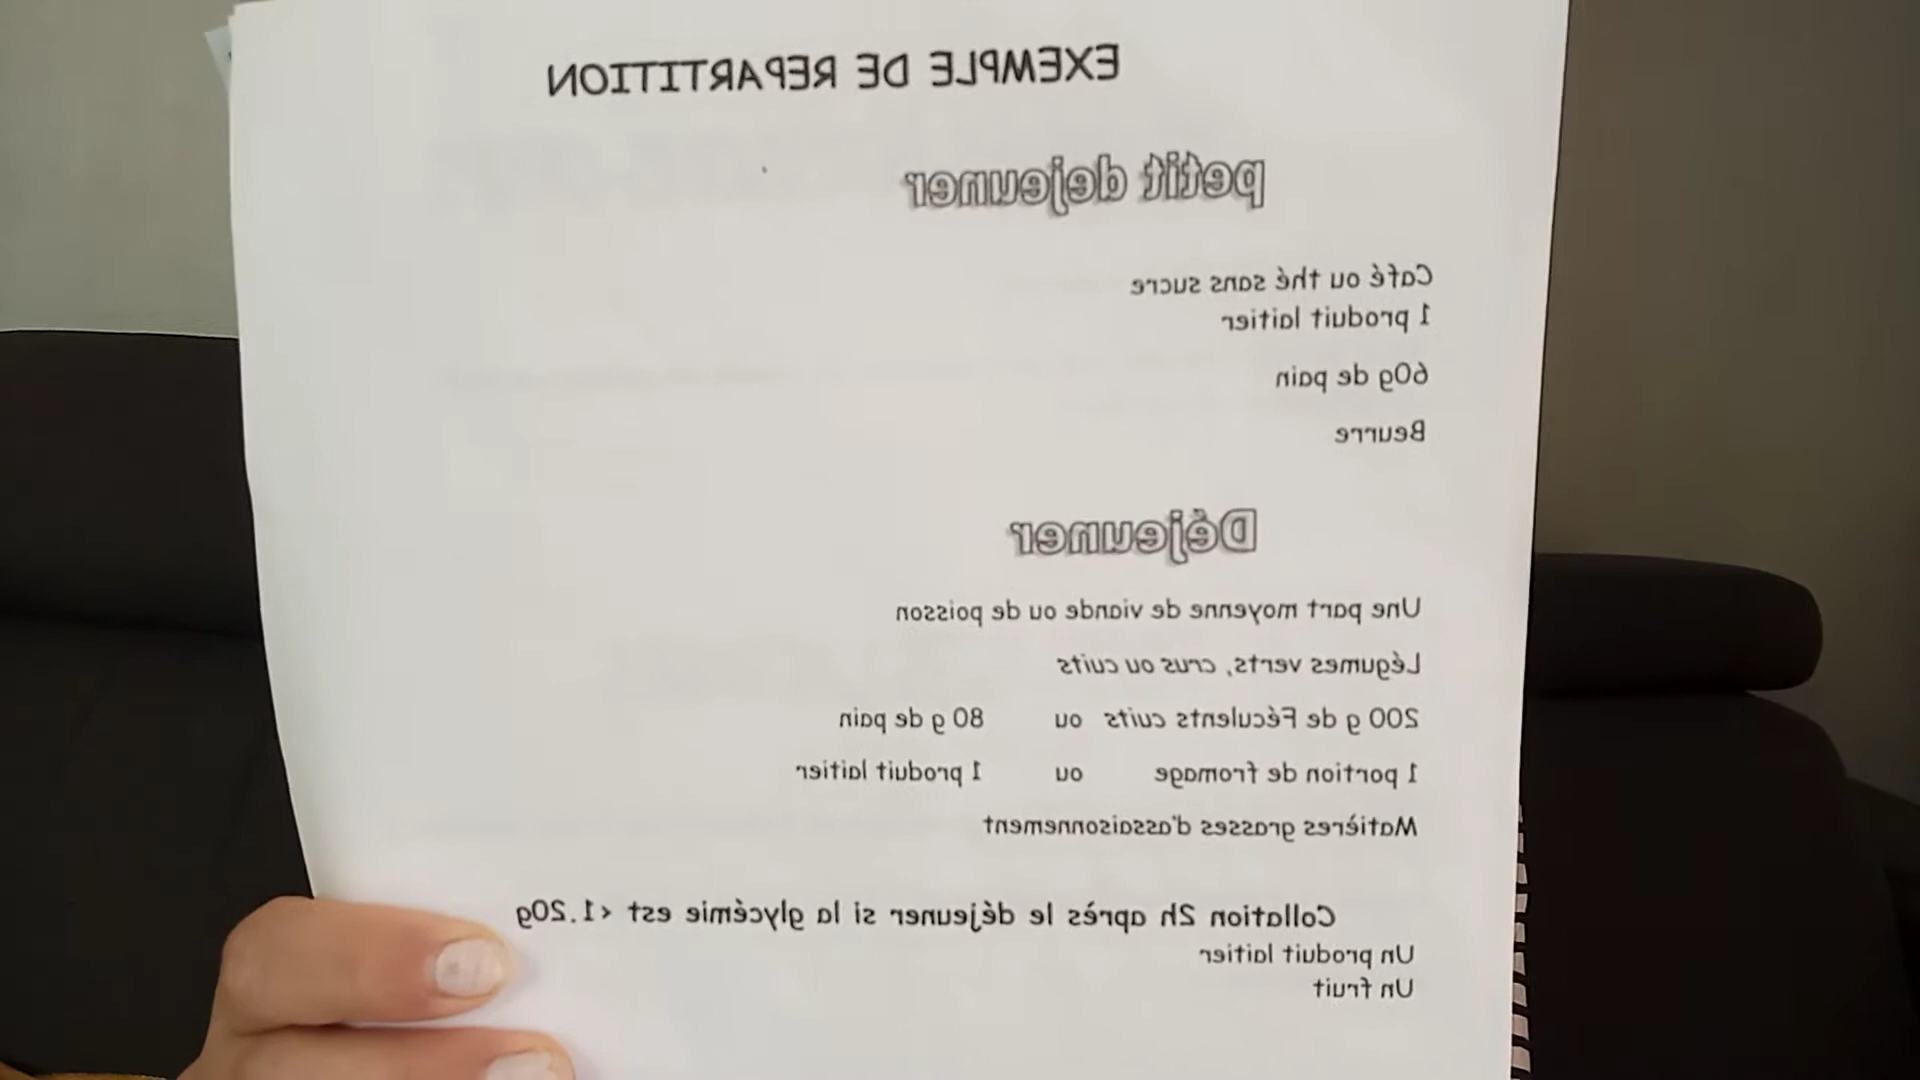 EXEMPLE DE REPARTITION
petit dejeuner
Café ou thé sans sucre
1 produit laitier
60g de pain
Beurre
Déjeuner
Une part moyenne de viande ou de poisson
Légumes verts, crus ou cuits
200 g de Féculents cuits ou 80 g de pain
1 portion de fromage ou 1 produit laitier
Matières grasses d'assaisonnement
Collation 2h après le déjeuner si la glycémie est <1.20g
Un produit laitier
Un fruit